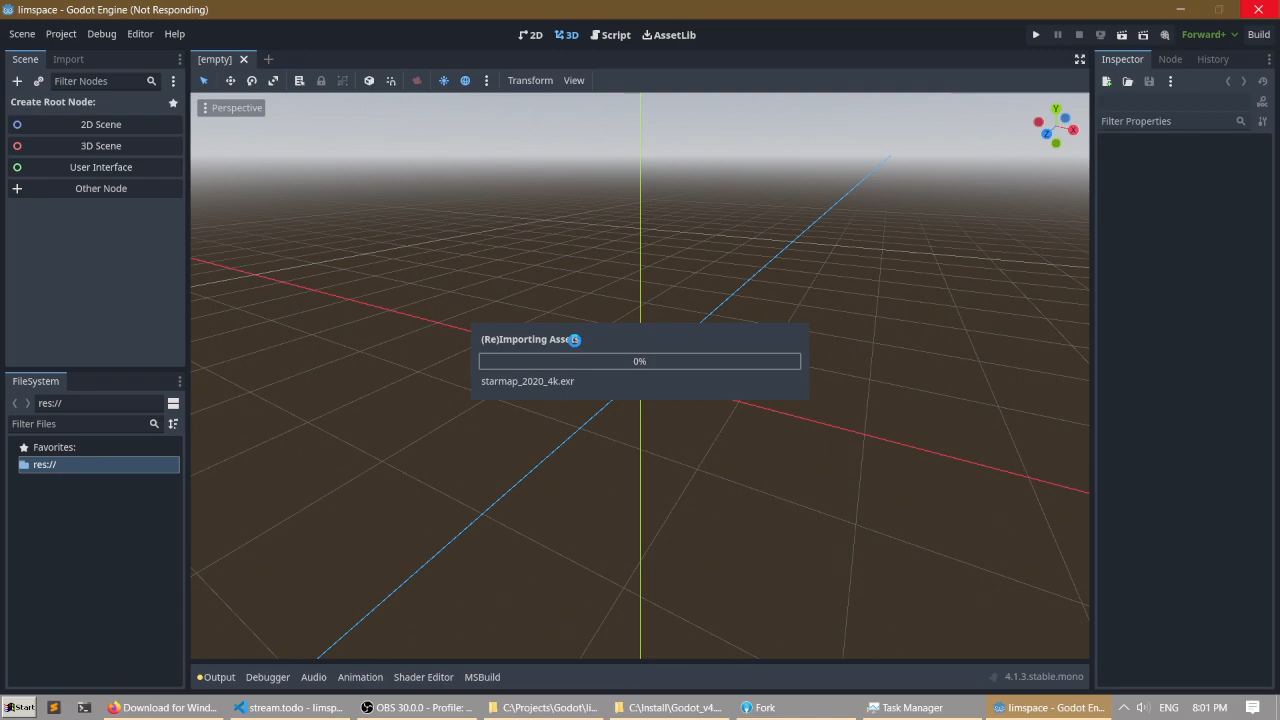 limspace - Godot Engine (Not Responding)
Scene Project Debug Editor Help
2D 3D Script AssetLib
Forward+ Build
Scene Import
[empty]
Inspector Node History
Filter Nodes
Transform View
Create Root Node:
Perspective
Y
X
Z
Filter Properties
2D Scene
3D Scene
User Interface
Other Node
(Re)Importing Assets
0%
starmap_2020_4k.exr
FileSystem
res://
Filter Files
Favorites:
res://
Output Debugger Audio Animation Shader Editor MSBuild
4.1.3.stable.mono
Start
Download for Wind...
stream.todo - limsp...
OBS 30.0.0 - Profile: ...
C:\Projects\Godot\li...
C:\Install\Godot_v4....
Fork
Task Manager
limspace - Godot En...
ENG
8:01 PM